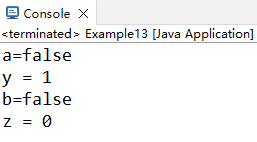 Console
<terminated> Example13 [Java Application]
a=false
y = 1
b=false
z = 0